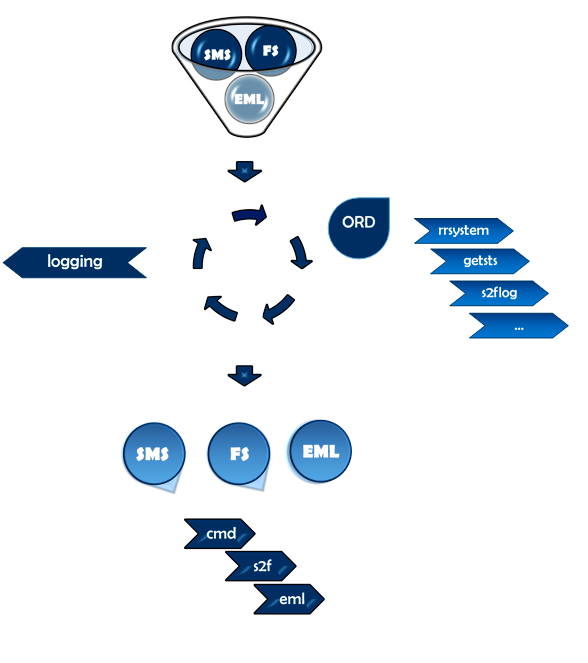 SMS
FS
EML
ORD
rrsystem
getsts
s2flog
...
logging
SMS
FS
EML
cmd
s2f
eml